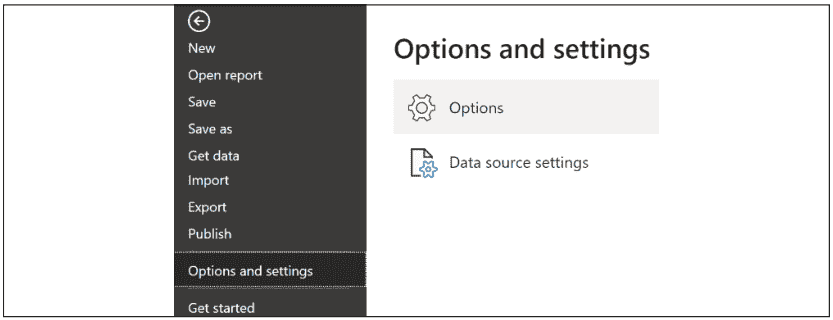 New
Open report
Save
Save as
Get data
Import
Export
Publish
Options and settings
Get started
Options and settings
Options
Data source settings